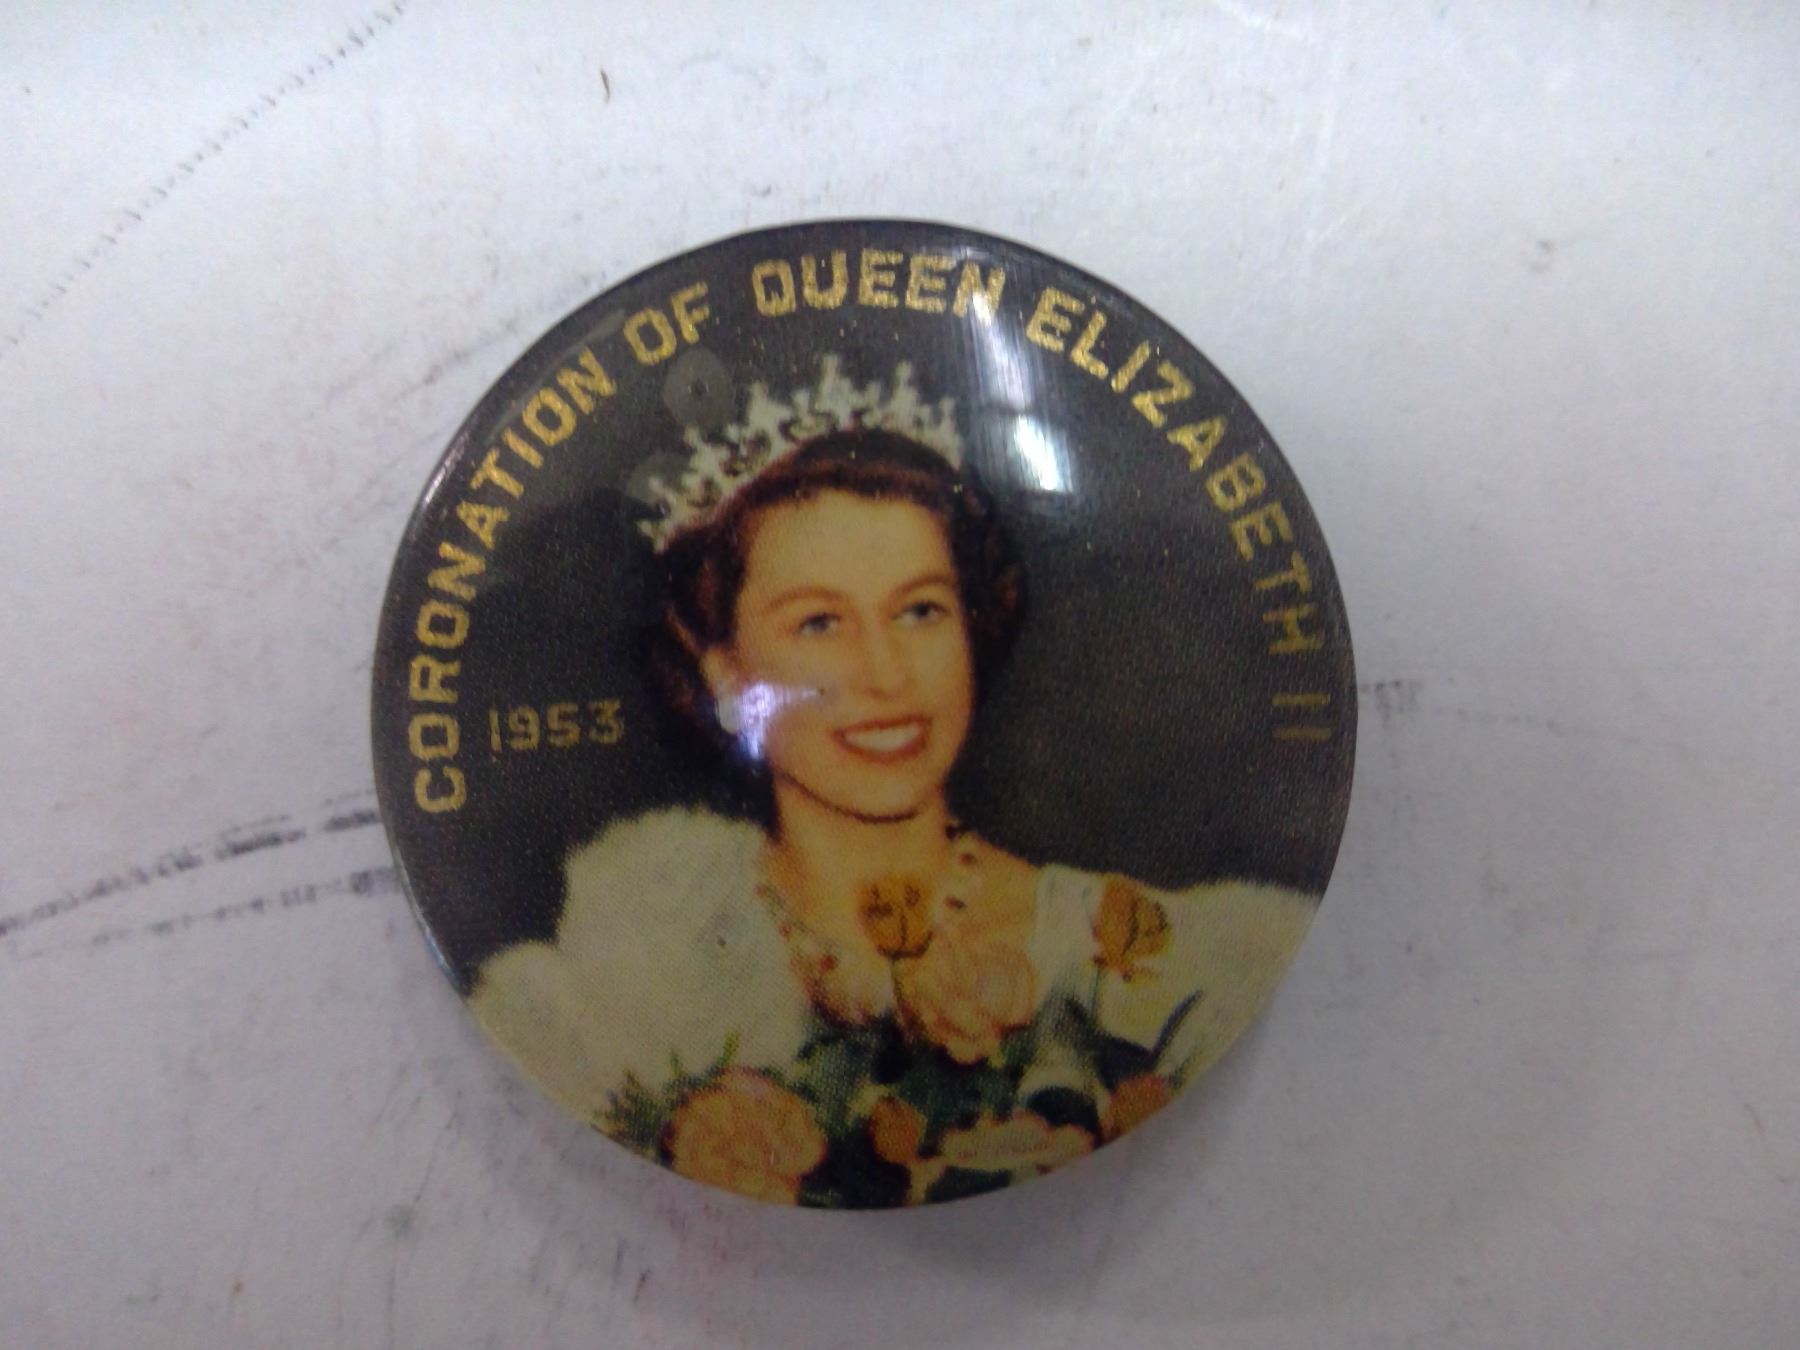 CORONATION OF QUEEN ELIZABETH II
1953